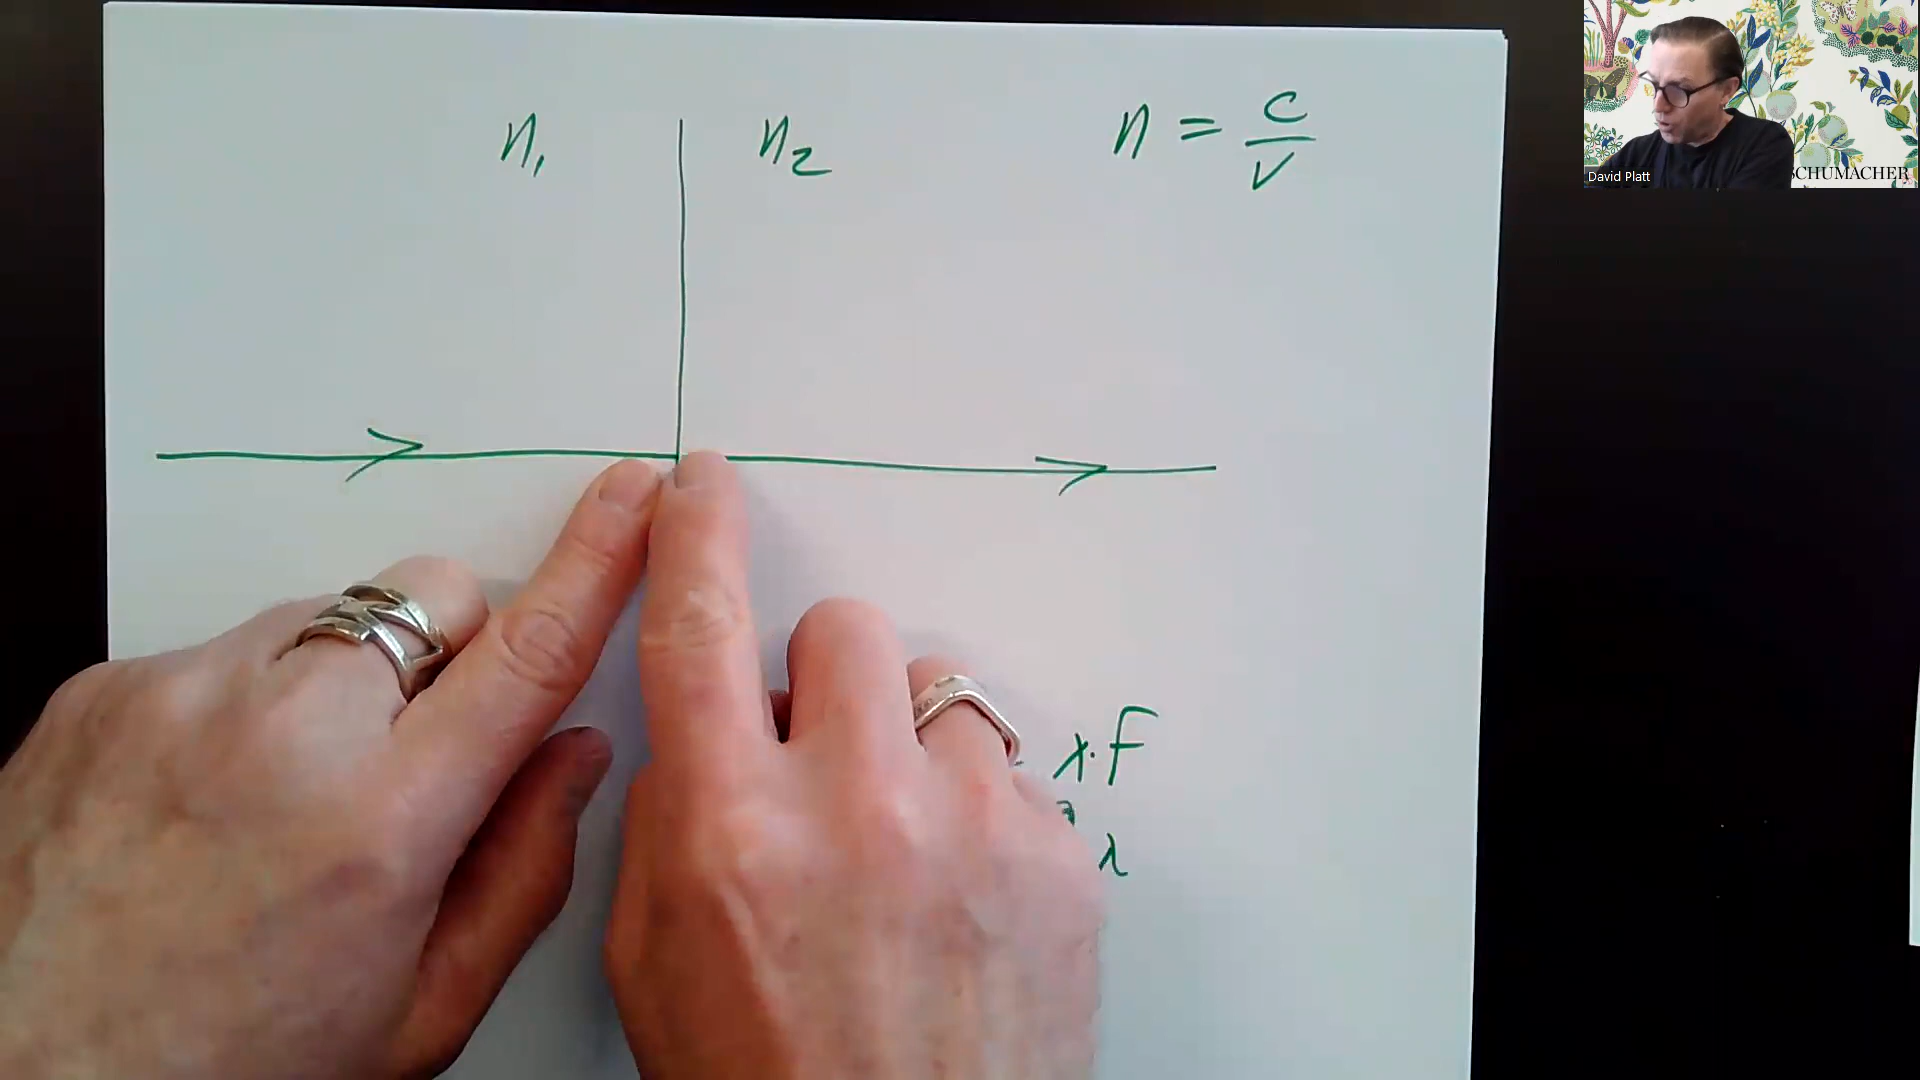 n₁ n₂ n = c/v
λ·F
λ
David Platt
SCHUMACHER